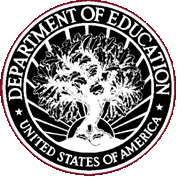 DEPARTMENT OF EDUCATION
★ UNITED STATES OF AMERICA ★